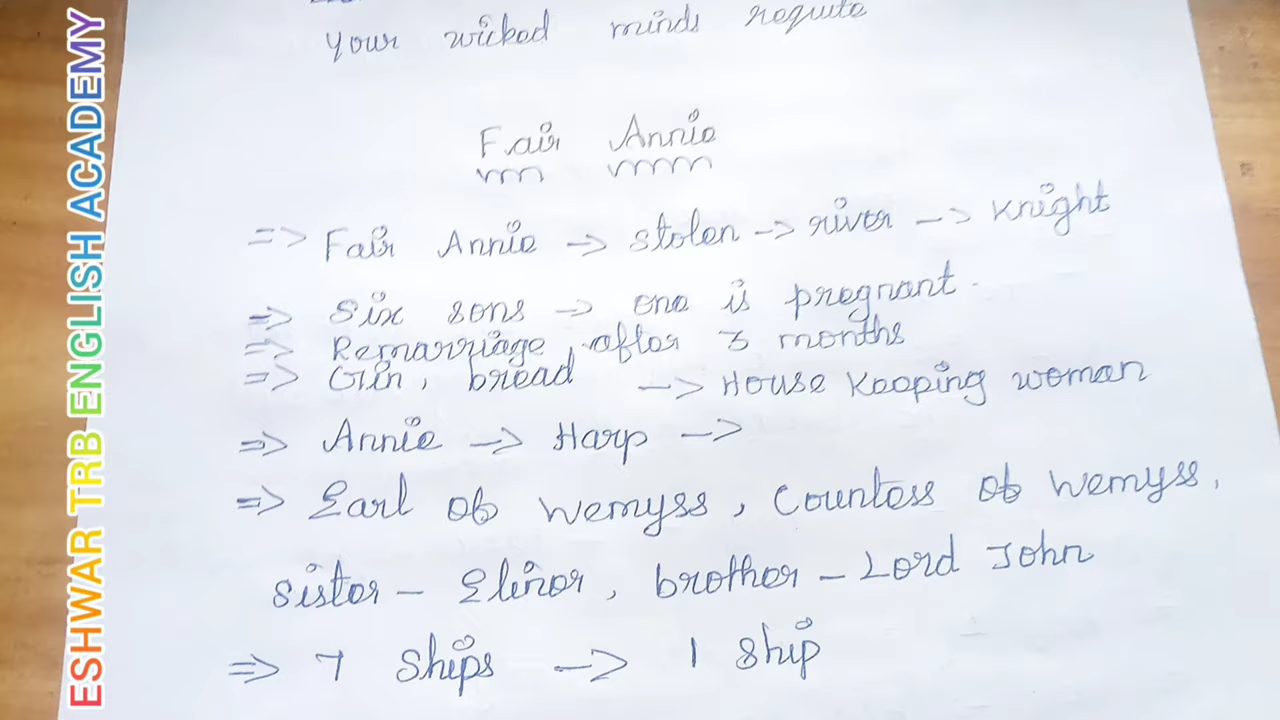 ESHWAR TRB ENGLISH ACADEMY
your wicked minds requite
Fair Annie
=> Fair Annie -> stolen -> river -> Knight
=> Six sons -> one is pregnant.
=> Remarriage, after 3 months
=> Gin, bread -> House Keeping woman
=> Annie -> Harp ->
=> Earl of Wemyss, Countess of Wemyss,
Sister - Elinor, brother - Lord John
=> 7 Ships -> 1 ship